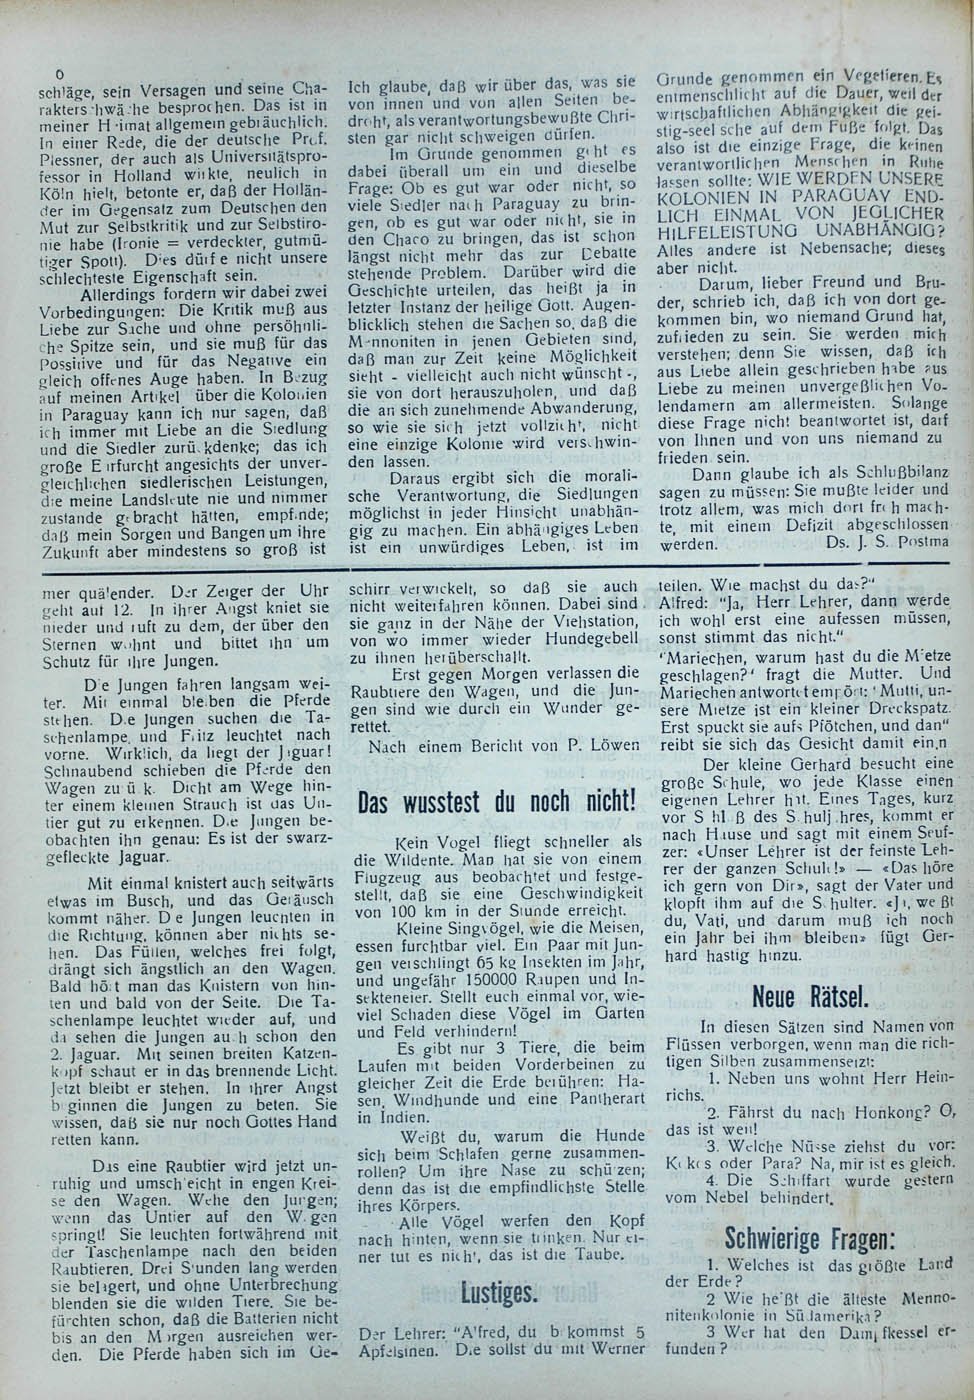 6
schläge, sein Versagen und seine Cha-
rakterschwäche besprochen. Das ist in
meiner Heimat allgemein gebräuchlich.
In einer Rede, die der deutsche Prof.
Plessner, der auch als Universitätspro-
fessor in Holland wirkte, neulich in
Köln hielt, betonte er, daß der Hollän-
der im Gegensatz zum Deutschen den
Mut zur Selbstkritik und zur Selbstiro-
nie habe (Ironie = verdeckter, gutmü-
tiger Spott). Dies dürfe nicht unsere
schlechteste Eigenschaft sein.
Allerdings fordern wir dabei zwei
Vorbedingungen: Die Kritik muß aus
Liebe zur Sache und ohne persöhnli-
che Spitze sein, und sie muß für das
Possitive und für das Negative ein
gleich offenes Auge haben. In Bezug
auf meinen Artikel über die Kolonien
in Paraguay kann ich nur sagen, daß
ich immer mit Liebe an die Siedlung
und die Siedler zurückdenke; das ich
große Ehrfurcht angesichts der unver-
gleichlichen siedlerischen Leistungen,
die meine Landsleute nie und nimmer
zustande gebracht hätten, empfinde;
daß mein Sorgen und Bangen um ihre
Zukunft aber mindestens so groß ist
Ich glaube, daß wir über das, was sie
von innen und von allen Seiten be-
droht, als verantwortungsbewußte Chri-
sten gar nicht schweigen dürfen.
Im Grunde genommen geht es
dabei überall um ein und dieselbe
Frage: Ob es gut war oder nicht, so
viele Siedler nach Paraguay zu brin-
gen, ob es gut war oder nicht, sie in
den Chaco zu bringen, das ist schon
längst nicht mehr das zur Debatte
stehende Problem. Darüber wird die
Geschichte urteilen, das heißt ja in
letzter Instanz der heilige Gott. Augen-
blicklich stehen die Sachen so, daß die
Mennoniten in jenen Gebieten sind,
daß man zur Zeit keine Möglichkeit
sieht - vielleicht auch nicht wünscht -,
sie von dort herauszuholen, und daß
die an sich zunehmende Abwanderung,
so wie sie sich jetzt vollzieht, nicht
eine einzige Kolonie wird verschwin-
den lassen.
Daraus ergibt sich die morali-
sche Verantwortung, die Siedlungen
möglichst in jeder Hinsicht unabhän-
gig zu machen. Ein abhängiges Leben
ist ein unwürdiges Leben, ist im
Grunde genommen ein Vegetieren. Es
entmenschlicht auf die Dauer, weil der
wirtschaftlichen Abhängigkeit die gei-
stig-seelische auf dem Fuße folgt. Das
also ist die einzige Frage, die keinen
verantwortlichen Menschen in Ruhe
lassen sollte: WIE WERDEN UNSERE
KOLONIEN IN PARAGUAY END-
LICH EINMAL VON JEGLICHER
HILFELEISTUNG UNABHÄNGIG?
Alles andere ist Nebensache; dieses
aber nicht.
Darum, lieber Freund und Bru-
der, schrieb ich, daß ich von dort ge-
kommen bin, wo niemand Grund hat,
zufrieden zu sein. Sie werden mich
verstehen; denn Sie wissen, daß ich
aus Liebe allein geschrieben habe aus
Liebe zu meinen unvergeßlichen Vo-
lendamern am allermeisten. Solange
diese Frage nicht beantwortet ist, darf
von Ihnen und von uns niemand zu
frieden sein.
Dann glaube ich als Schlußbilanz
sagen zu müssen: Sie mußte leider und
trotz allem, was mich dort froh mach-
te, mit einem Defizit abgeschlossen
werden. Ds. J. S. Postma
mer quälender. Der Zeiger der Uhr
geht auf 12. In ihrer Angst kniet sie
nieder und ruft zu dem, der über den
Sternen wohnt und bittet ihn um
Schutz für ihre Jungen.
Die Jungen fahren langsam wei-
ter. Mit einmal bleiben die Pferde
stehen. Die Jungen suchen die Ta-
schenlampe und Fritz leuchtet nach
vorne. Wirklich, da liegt der Jaguar!
Schnaubend schieben die Pferde den
Wagen zurück. Dicht am Wege hin-
ter einem kleinen Strauch ist das Un-
tier gut zu erkennen. Die Jungen be-
obachten ihn genau: Es ist der swarz-
gefleckte Jaguar.
Mit einmal knistert auch seitwärts
etwas im Busch, und das Geräusch
kommt näher. Die Jungen leuchten in
die Richtung, können aber nichts se-
hen. Das Füllen, welches frei folgt,
drängt sich ängstlich an den Wagen.
Bald hört man das Knistern von hin-
ten und bald von der Seite. Die Ta-
schenlampe leuchtet wieder auf, und
da sehen die Jungen auch schon den
2. Jaguar. Mit seinen breiten Katzen-
kopf schaut er in das brennende Licht.
Jetzt bleibt er stehen. In ihrer Angst
beginnen die Jungen zu beten. Sie
wissen, daß sie nur noch Gottes Hand
retten kann.
Das eine Raubtier wird jetzt un-
ruhig und umschleicht in engen Krei-
se den Wagen. Wehe den Jungen;
wenn das Untier auf den Wagen
springt! Sie leuchten fortwährend mit
der Taschenlampe nach den beiden
Raubtieren. Drei Stunden lang werden
sie belagert, und ohne Unterbrechung
blenden sie die wilden Tiere. Sie be-
fürchten schon, daß die Batterien nicht
bis an den Morgen ausreichen wer-
den. Die Pferde haben sich im Ge-
schirr verwickelt, so daß sie auch
nicht weiterfahren können. Dabei sind
sie ganz in der Nähe der Viehstation,
von wo immer wieder Hundegebell
zu ihnen herüberschallt.
Erst gegen Morgen verlassen die
Raubtiere den Wagen, und die Jun-
gen sind wie durch ein Wunder ge-
rettet.
Nach einem Bericht von P. Löwen
Das wusstest du noch nicht!
Kein Vogel fliegt schneller als
die Wildente. Man hat sie von einem
Flugzeug aus beobachtet und festge-
stellt, daß sie eine Geschwindigkeit
von 100 km in der Stunde erreicht.
Kleine Singvögel, wie die Meisen,
essen furchtbar viel. Ein Paar mit Jun-
gen verschlingt 65 kg Insekten im Jahr,
und ungefähr 150000 Raupen und In-
sekteneier. Stellt euch einmal vor, wie-
viel Schaden diese Vögel im Garten
und Feld verhindern!
Es gibt nur 3 Tiere, die beim
Laufen mit beiden Vorderbeinen zu
gleicher Zeit die Erde berühren: Ha-
sen, Windhunde und eine Pantherart
in Indien.
Weißt du, warum die Hunde
sich beim Schlafen gerne zusammen-
rollen? Um ihre Nase zu schützen;
denn das ist die empfindlichste Stelle
ihres Körpers.
Alle Vögel werfen den Kopf
nach hinten, wenn sie trinken. Nur ei-
ner tut es nicht, das ist die Taube.
Lustiges.
Der Lehrer: "Alfred, du bekommst 5
Apfelsinen. Die sollst du mit Werner
teilen. Wie machst du das?"
Alfred: "Ja, Herr Lehrer, dann werde
ich wohl erst eine aufessen müssen,
sonst stimmt das nicht."
"Mariechen, warum hast du die Mietze
geschlagen?" fragt die Mutter. Und
Mariechen antwortet empört: "Mutti, un-
sere Mietze ist ein kleiner Dreckspatz.
Erst spuckt sie aufs Pfötchen, und dan"
reibt sie sich das Gesicht damit ein.n
Der kleine Gerhard besucht eine
große Schule, wo jede Klasse einen
eigenen Lehrer hat. Eines Tages, kurz
vor Schluß des Schuljahres, kommt er
nach Hause und sagt mit einem Seuf-
zer: «Unser Lehrer ist der feinste Leh-
rer der ganzen Schule!» — «Das höre
ich gern von Dir», sagt der Vater und
klopft ihm auf die Schulter. «Ja, weißt
du, Vati, und darum muß ich noch
ein Jahr bei ihm bleiben» fügt Ger-
hard hastig hinzu.
Neue Rätsel.
In diesen Sätzen sind Namen von
Flüssen verborgen, wenn man die rich-
tigen Silben zusammensetzt:
1. Neben uns wohnt Herr Hein-
richs.
2. Fährst du nach Honkong? O,
das ist weit!
3. Welche Nüsse ziehst du vor:
Kokos oder Para? Na, mir ist es gleich.
4. Die Schiffart wurde gestern
vom Nebel behindert.
Schwierige Fragen:
1. Welches ist das größte Land
der Erde?
2 Wie heißt die älteste Menno-
nitenkolonie in Südamerika?
3 Wer hat den Dampfkessel er-
funden?